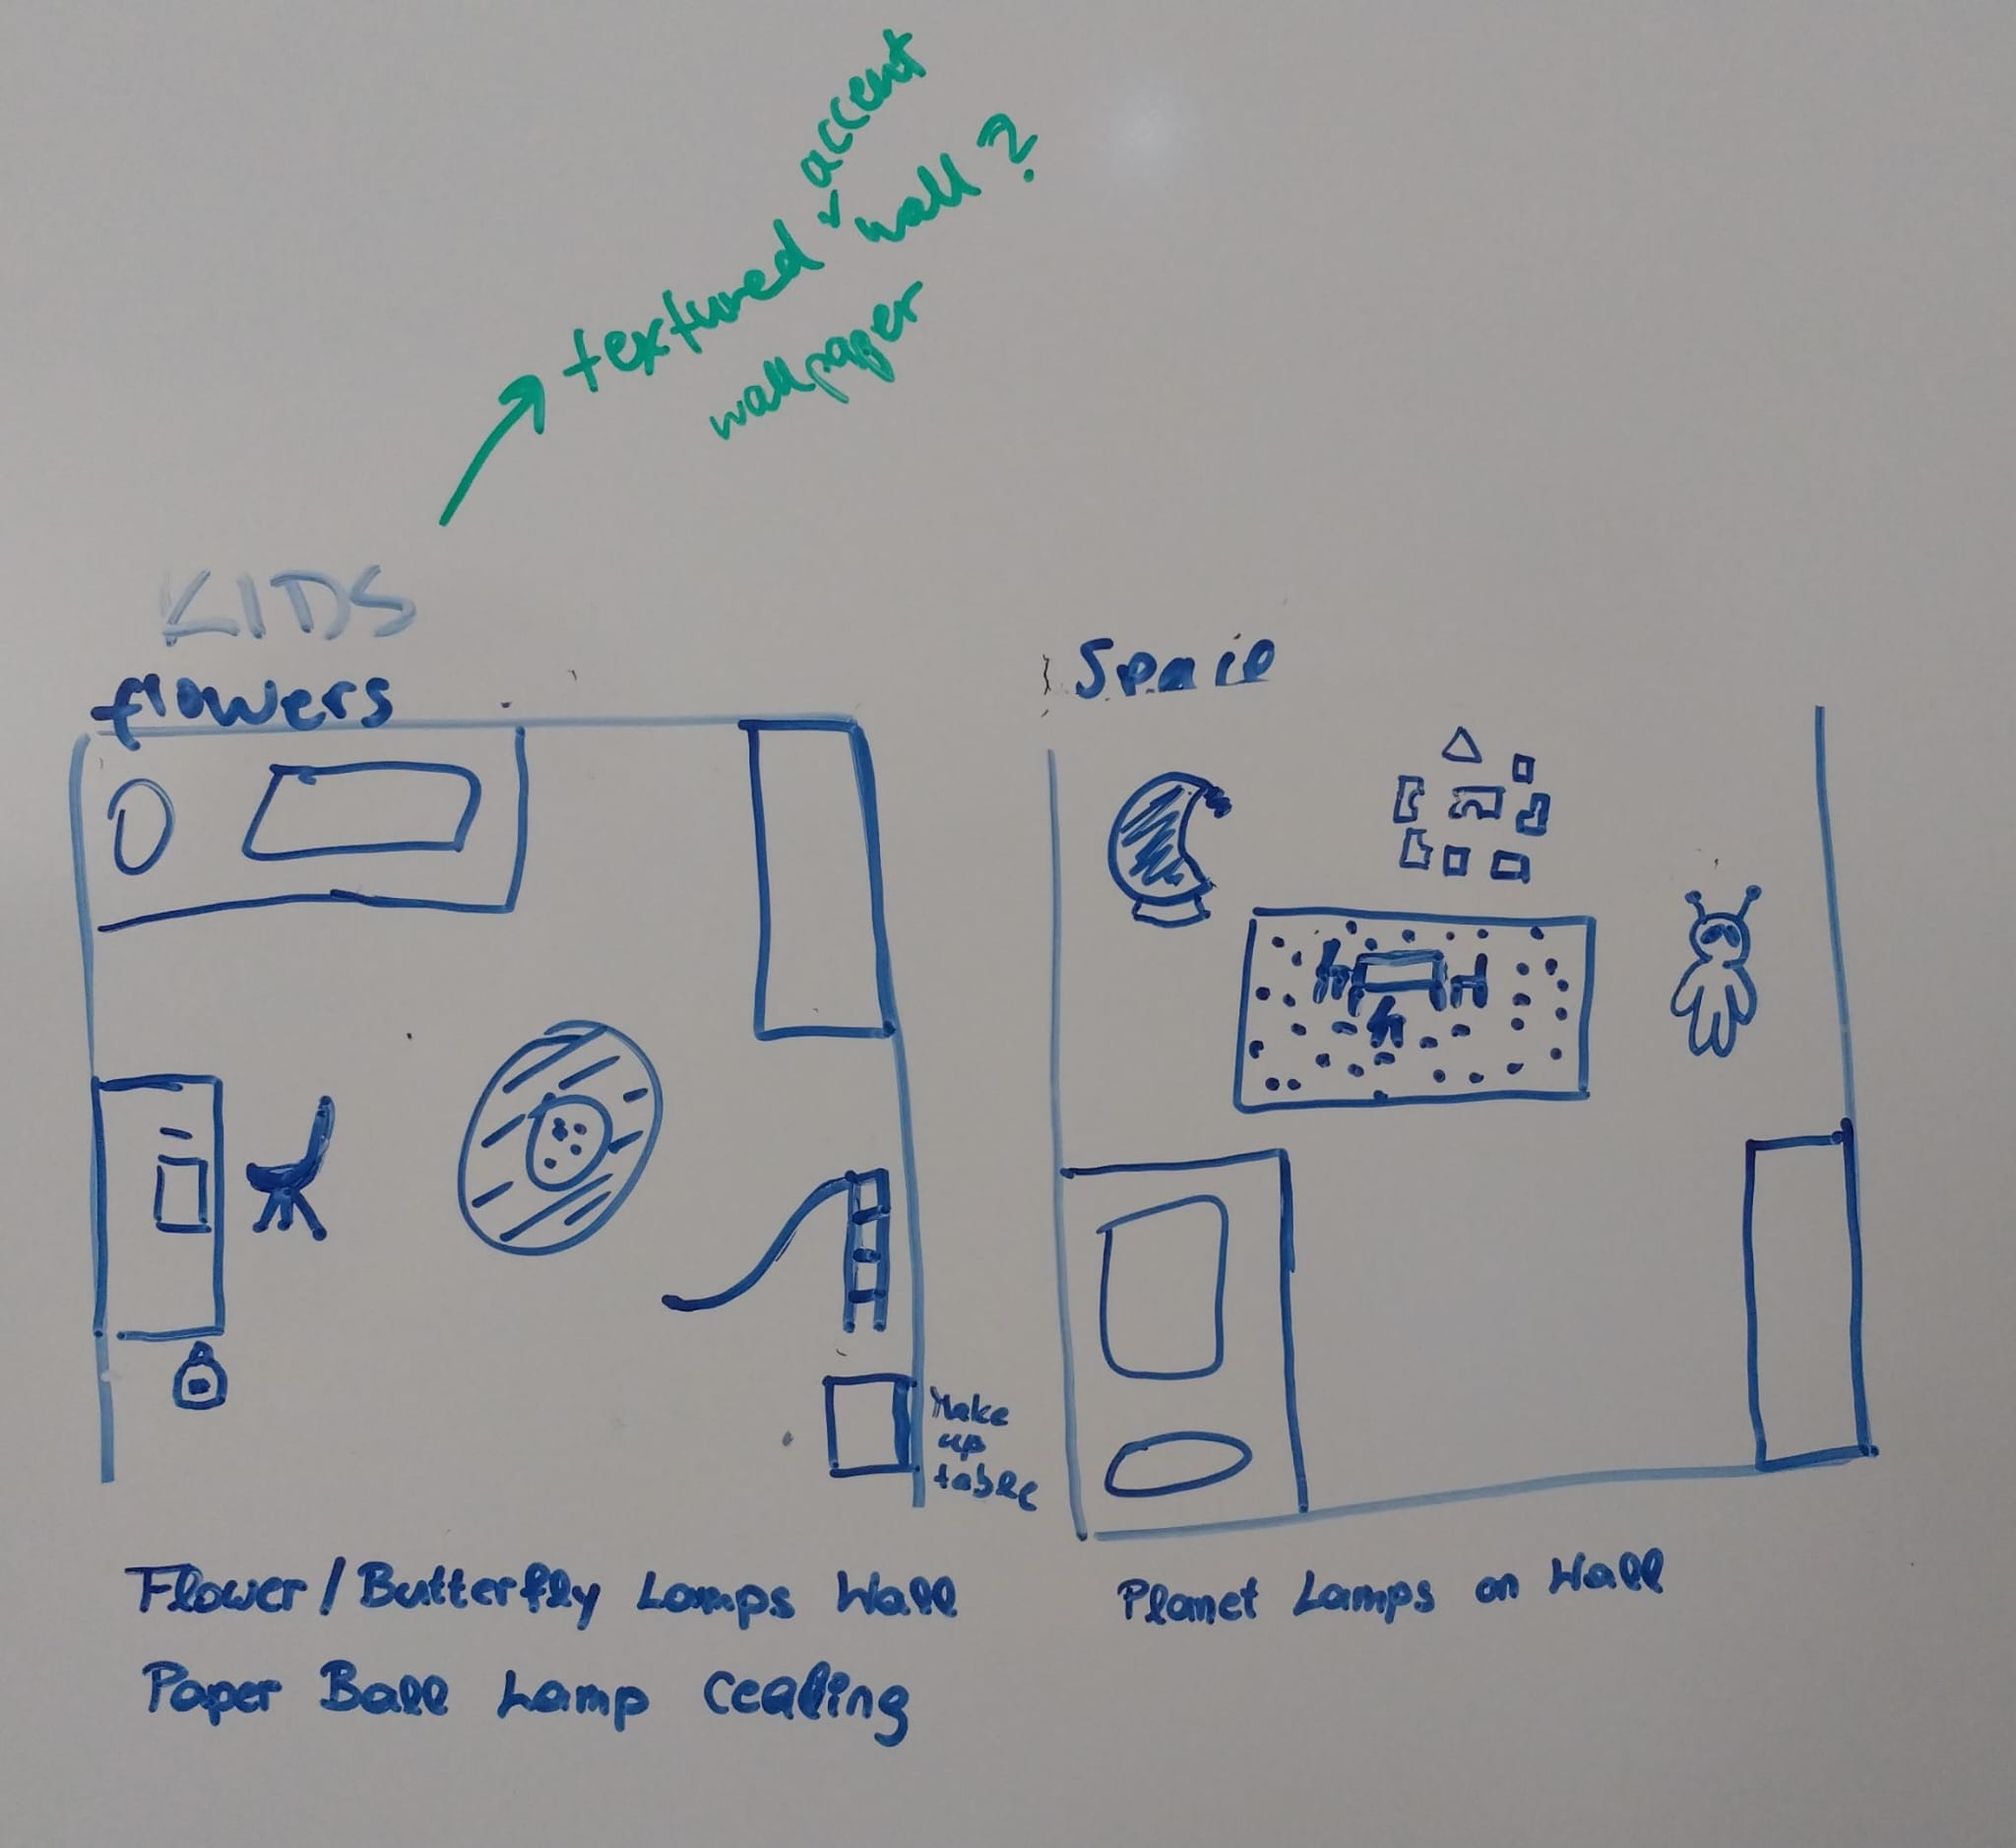 textured accent wall?
wallpaper
KIDS
flowers
Space
Make
up
table
Flower/Butterfly Lamps Wall
Paper Ball Lamp Cealing
Planet Lamps on Wall